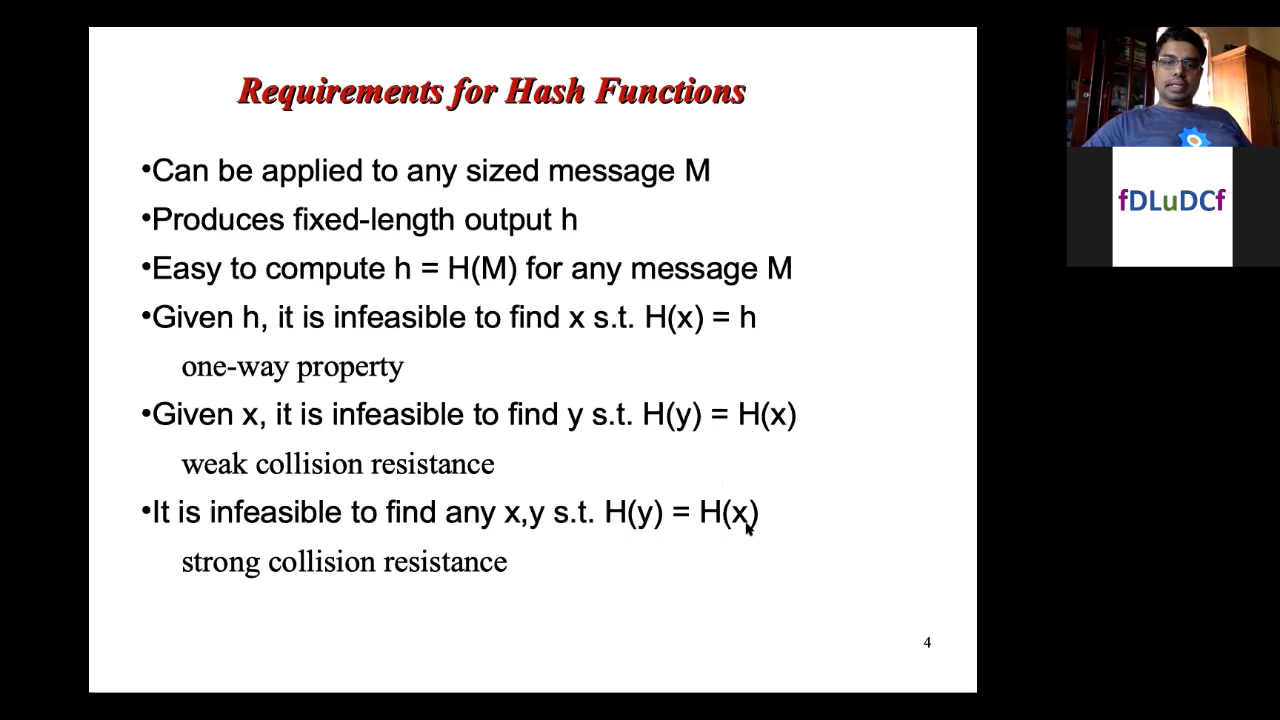 Requirements for Hash Functions
•Can be applied to any sized message M
•Produces fixed-length output h
•Easy to compute h = H(M) for any message M
•Given h, it is infeasible to find x s.t. H(x) = h
one-way property
•Given x, it is infeasible to find y s.t. H(y) = H(x)
weak collision resistance
•It is infeasible to find any x,y s.t. H(y) = H(x)
strong collision resistance
4
fDLuDCf